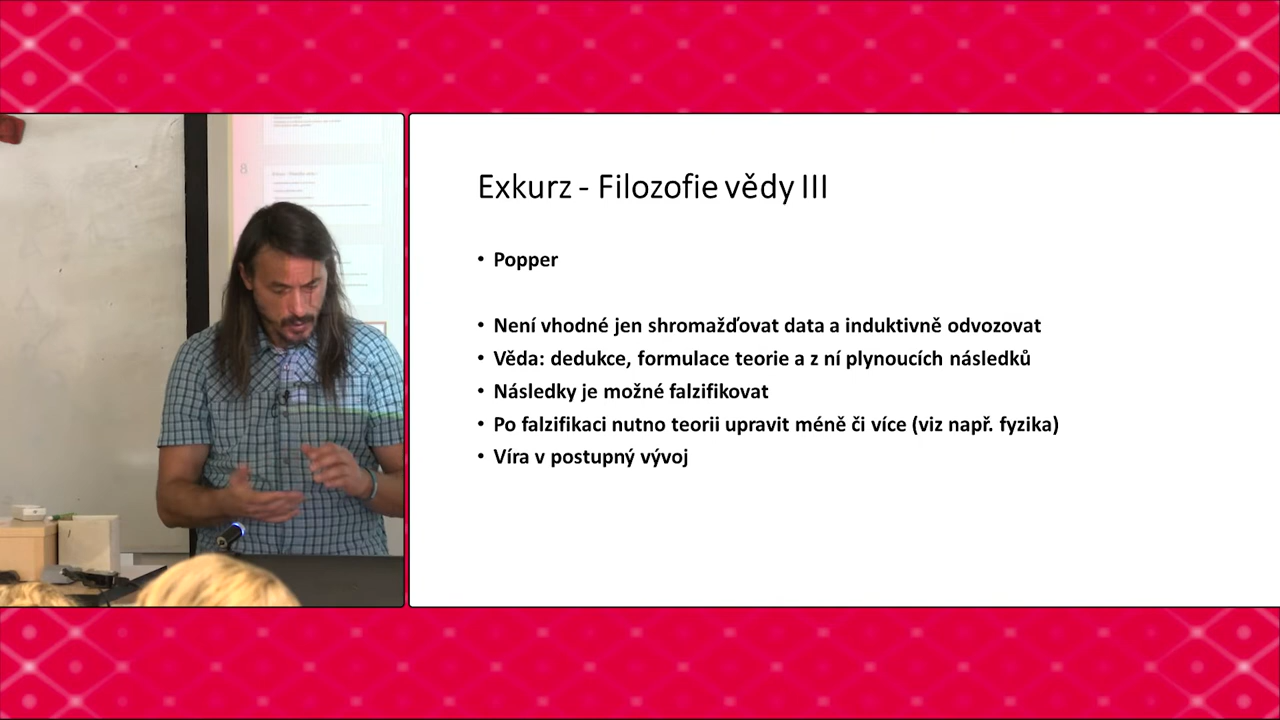 8
Exkurz - Filozofie vědy III
• Popper
• Není vhodné jen shromažďovat data a induktivně odvozovat
• Věda: dedukce, formulace teorie a z ní plynoucích následků
• Následky je možné falzifikovat
• Po falzifikaci nutno teorii upravit méně či více (viz např. fyzika)
• Víra v postupný vývoj